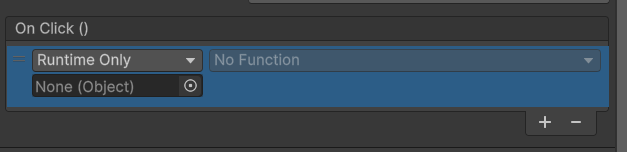 On Click ()
Runtime Only
No Function
None (Object)
+ −